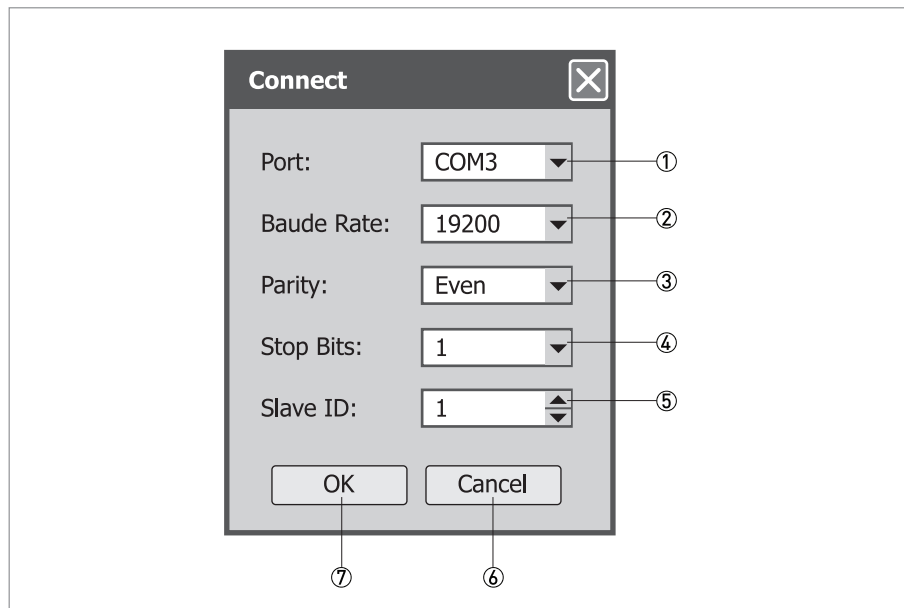 Connect
Port: COM3 ①
Baude Rate: 19200 ②
Parity: Even ③
Stop Bits: 1 ④
Slave ID: 1 ⑤
OK Cancel
⑦ ⑥